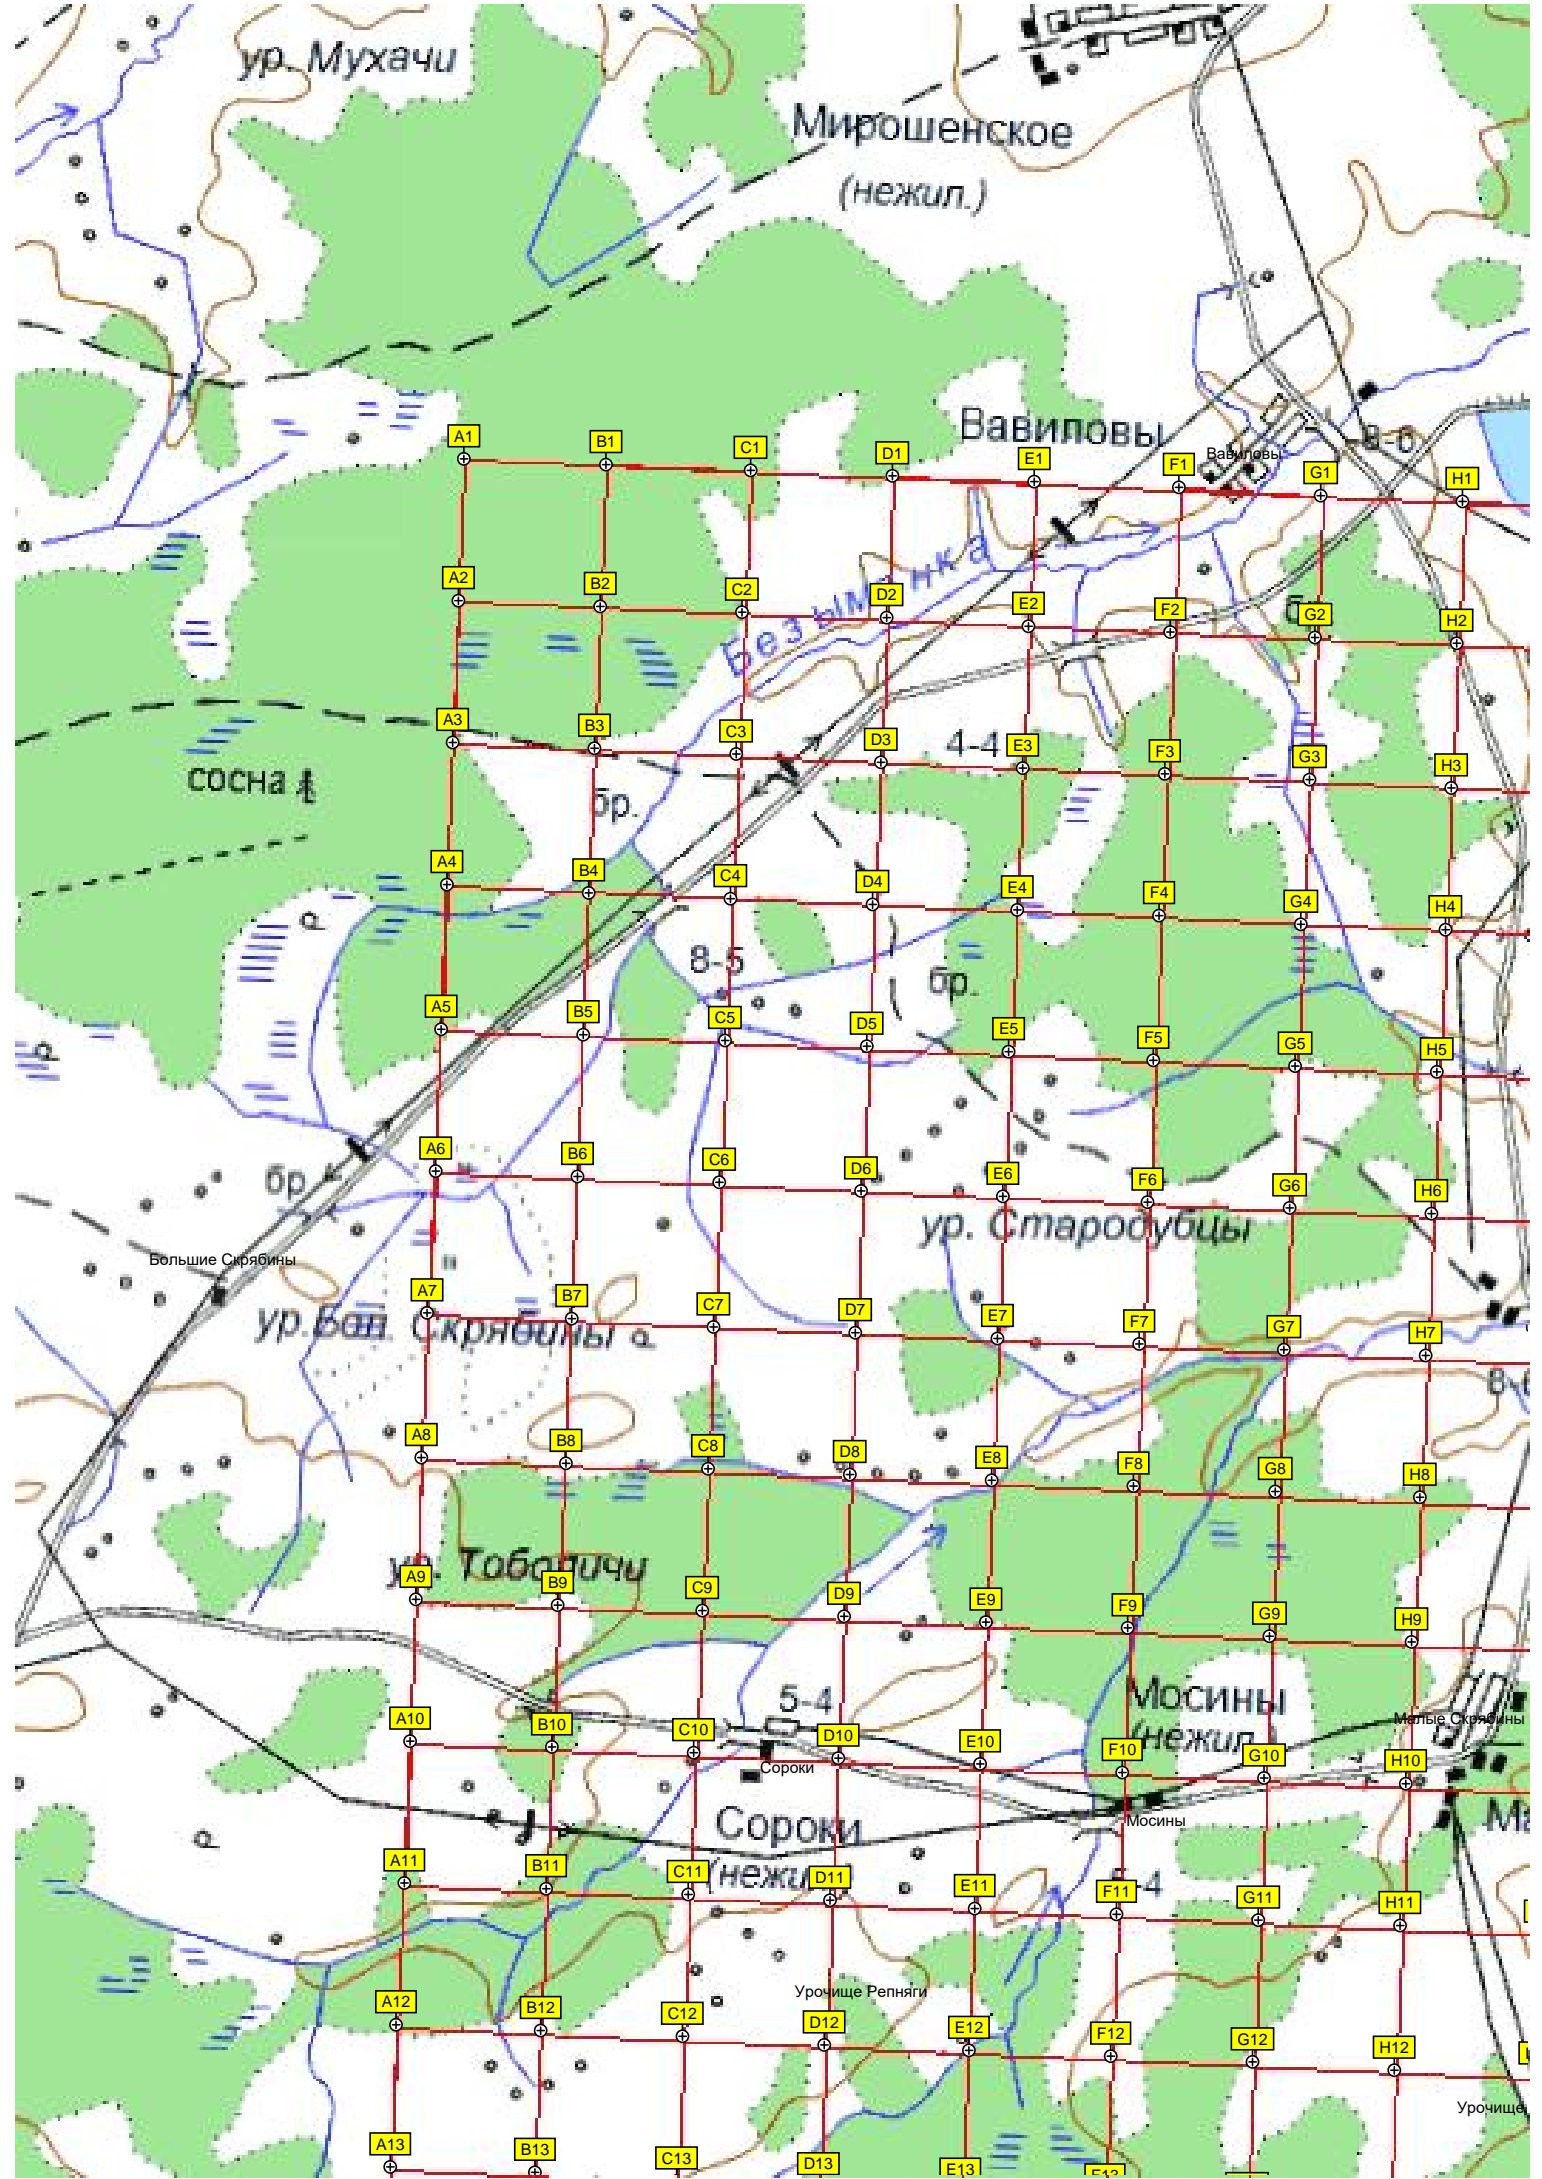 ур. Мухачи
Мирошенское
(нежил.)
Вавиловы
Вавиловы
A1 B1 C1 D1 E1 F1 G1 H1
Безымянка
A2 B2 C2 D2 E2 F2 G2 H2
A3 B3 C3 D3 4-4 E3 F3 G3 H3
сосна
бр.
A4 B4 C4 D4 E4 F4 G4 H4
8-5
бр.
A5 B5 C5 D5 E5 F5 G5 H5
A6 B6 C6 D6 E6 F6 G6 H6
бр
ур. Стародубцы
Большие Скрябины
A7 B7 C7 D7 E7 F7 G7 H7
ур. Бол. Скрябины
A8 B8 C8 D8 E8 F8 G8 H8
A9 B9 C9 D9 E9 F9 G9 H9
5-4
Мосины
(нежил.)
Малые Скрябины
A10 B10 C10 D10 E10 F10 G10 H10
Сороки
Сороки
Мосины
(нежил.)
A11 B11 C11 D11 E11 F11 G11 H11
Урочище Репняги
A12 B12 C12 D12 E12 F12 G12 H12
Урочище
A13 B13 C13 D13 E13 F13